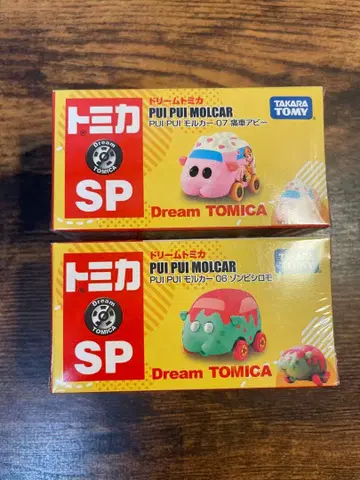 トミカ
Dream
TOMICA
SP
ドリームトミカ
PUI PUI MOLCAR
PUI PUI モルカー 07 痛車アビー
TAKARA
TOMY
Dream TOMICA
トミカ
Dream
TOMICA
SP
ドリームトミカ
PUI PUI MOLCAR
PUI PUI モルカー 08 ゾンビシロモ
Dream TOMICA